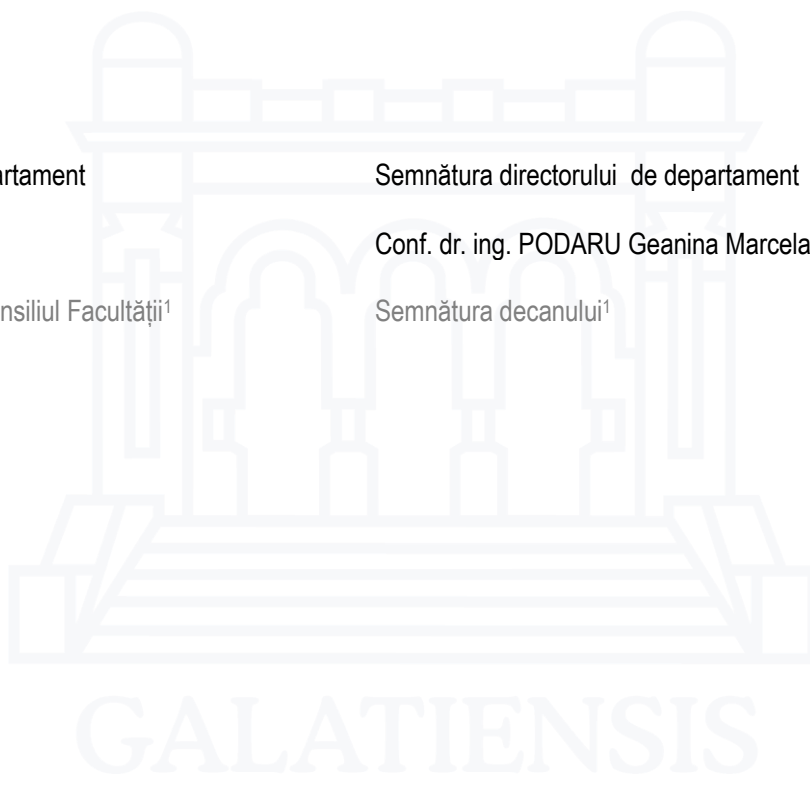 artament Semnătura directorului de departament
Conf. dr. ing. PODARU Geanina Marcela
nsiliul Facultății¹ Semnătura decanului¹
GALATIENSIS